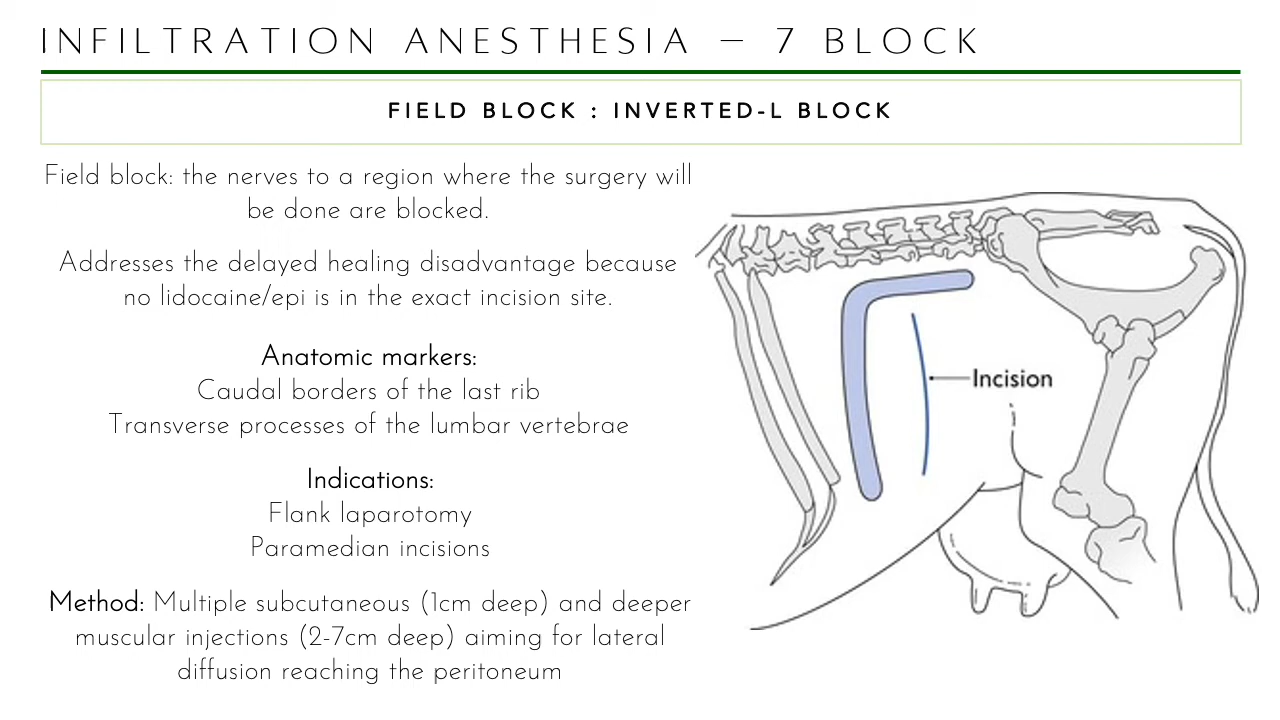 INFILTRATION ANESTHESIA – 7 BLOCK
FIELD BLOCK : INVERTED-L BLOCK
Field block: the nerves to a region where the surgery will
be done are blocked.
Addresses the delayed healing disadvantage because
no lidocaine/epi is in the exact incision site.
Anatomic markers:
Caudal borders of the last rib
Transverse processes of the lumbar vertebrae
Indications:
Flank laparotomy
Paramedian incisions
Method: Multiple subcutaneous (1cm deep) and deeper
muscular injections (2-7cm deep) aiming for lateral
diffusion reaching the peritoneum
Incision